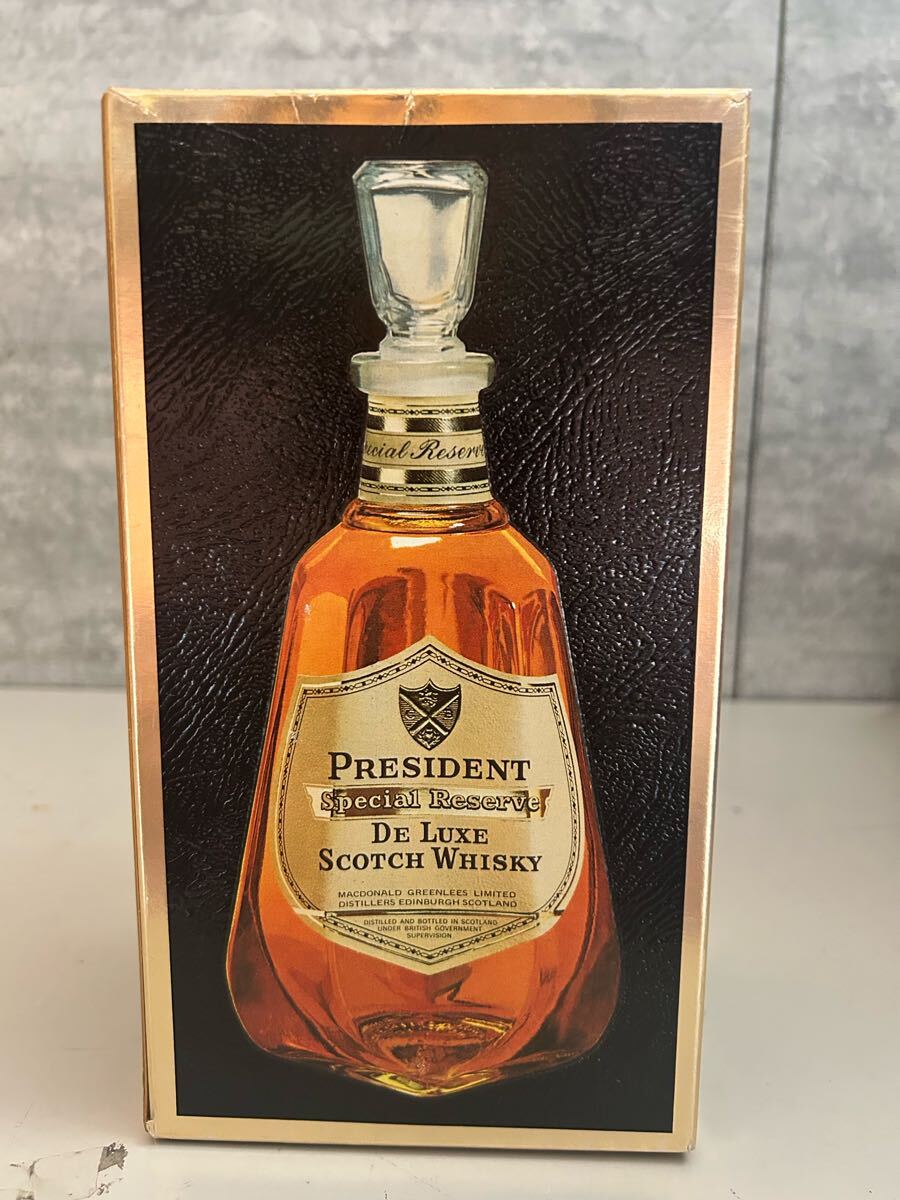 Special Reserve
PRESIDENT
Special Reserve
DE LUXE
SCOTCH WHISKY
MACDONALD GREENLEES LIMITED
DISTILLERS EDINBURGH SCOTLAND
DISTILLED AND BOTTLED IN SCOTLAND
UNDER BRITISH GOVERNMENT
SUPERVISION